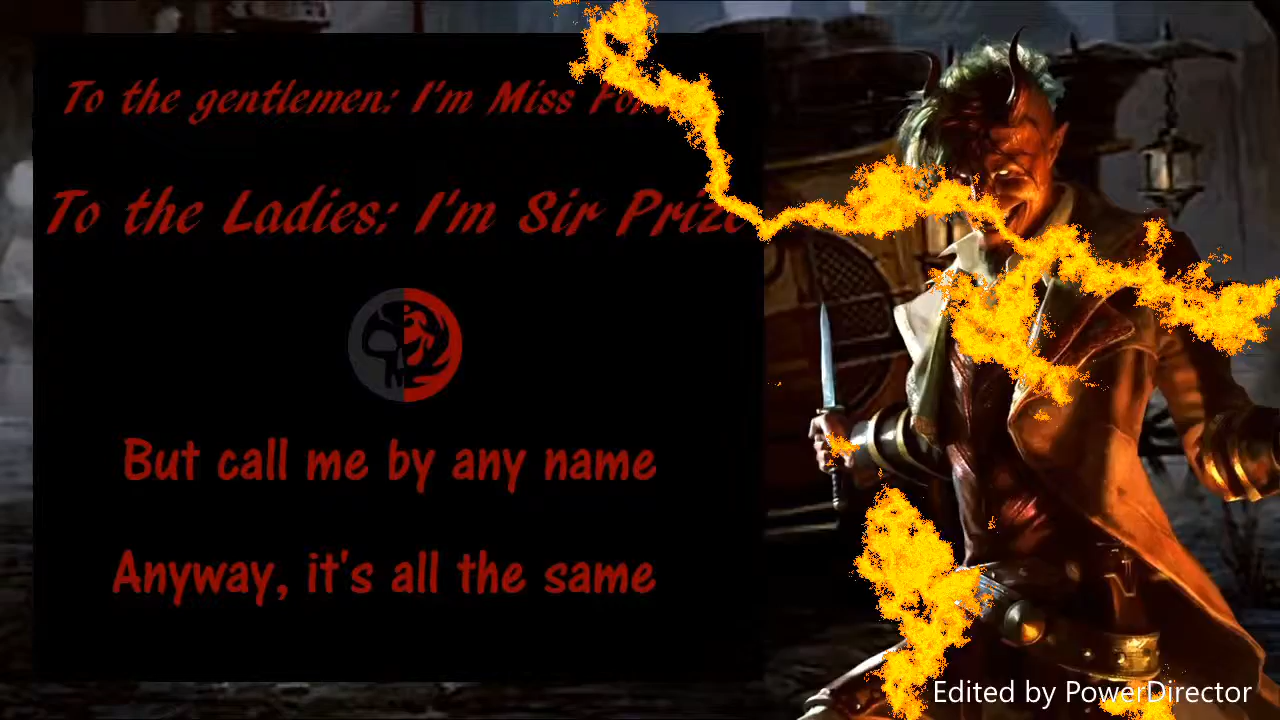 To the gentlemen: I'm Miss
To the Ladies: I'm Sir Prize
But call me by any name
Anyway, it's all the same
Edited by PowerDirector